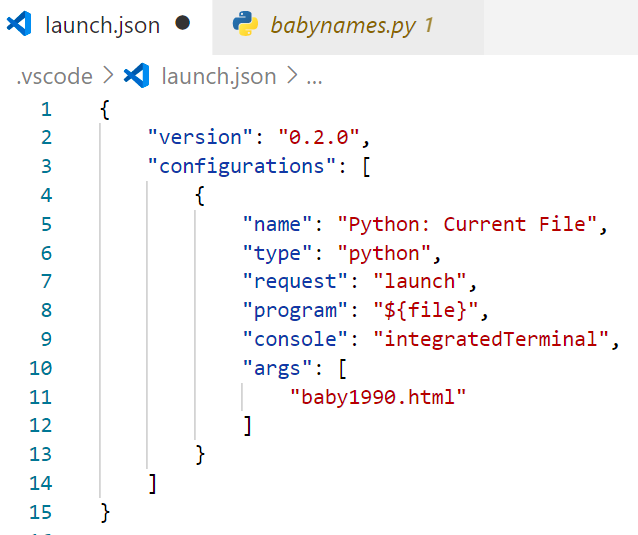 launch.json ● babynames.py 1
.vscode > launch.json > ...
1 {
2     "version": "0.2.0",
3     "configurations": [
4         {
5             "name": "Python: Current File",
6             "type": "python",
7             "request": "launch",
8             "program": "${file}",
9             "console": "integratedTerminal",
10             "args": [
11                 "baby1990.html"
12             ]
13         }
14     ]
15 }